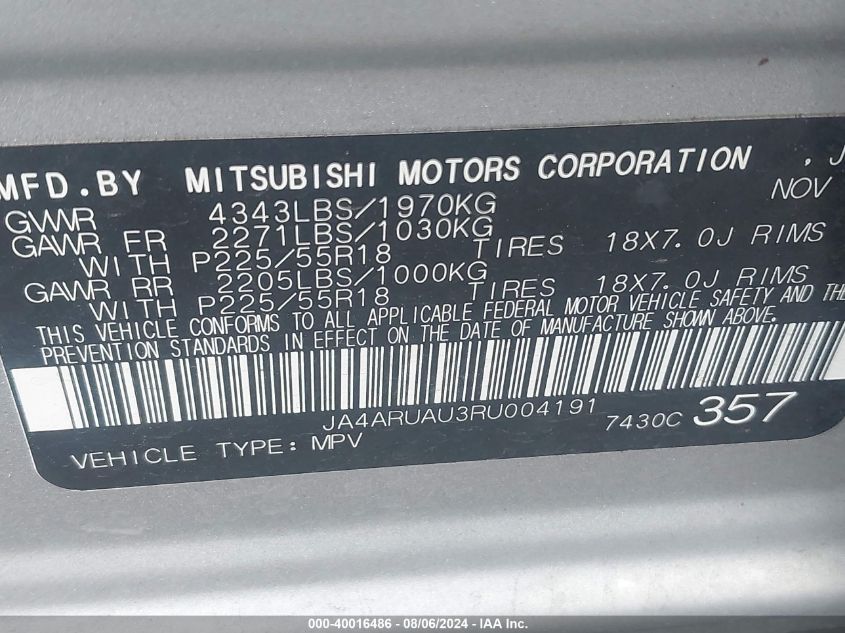 MFD.BY MITSUBISHI MOTORS CORPORATION .J
NOV
GVWR 4343LBS/1970KG
GAWR FR 2271LBS/1030KG
WITH P225/55R18 TIRES 18X7.0J RIMS
GAWR RR 2205LBS/1000KG
WITH P225/55R18 TIRES 18X7.0J RIMS
THIS VEHICLE CONFORMS TO ALL APPLICABLE FEDERAL MOTOR VEHICLE SAFETY AND THE
PREVENTION STANDARDS IN EFFECT ON THE DATE OF MANUFACTURE SHOWN ABOVE.
JA4ARUAU3RU004191 7430C 357
VEHICLE TYPE: MPV
000-40016486 - 08/06/2024 - IAA Inc.